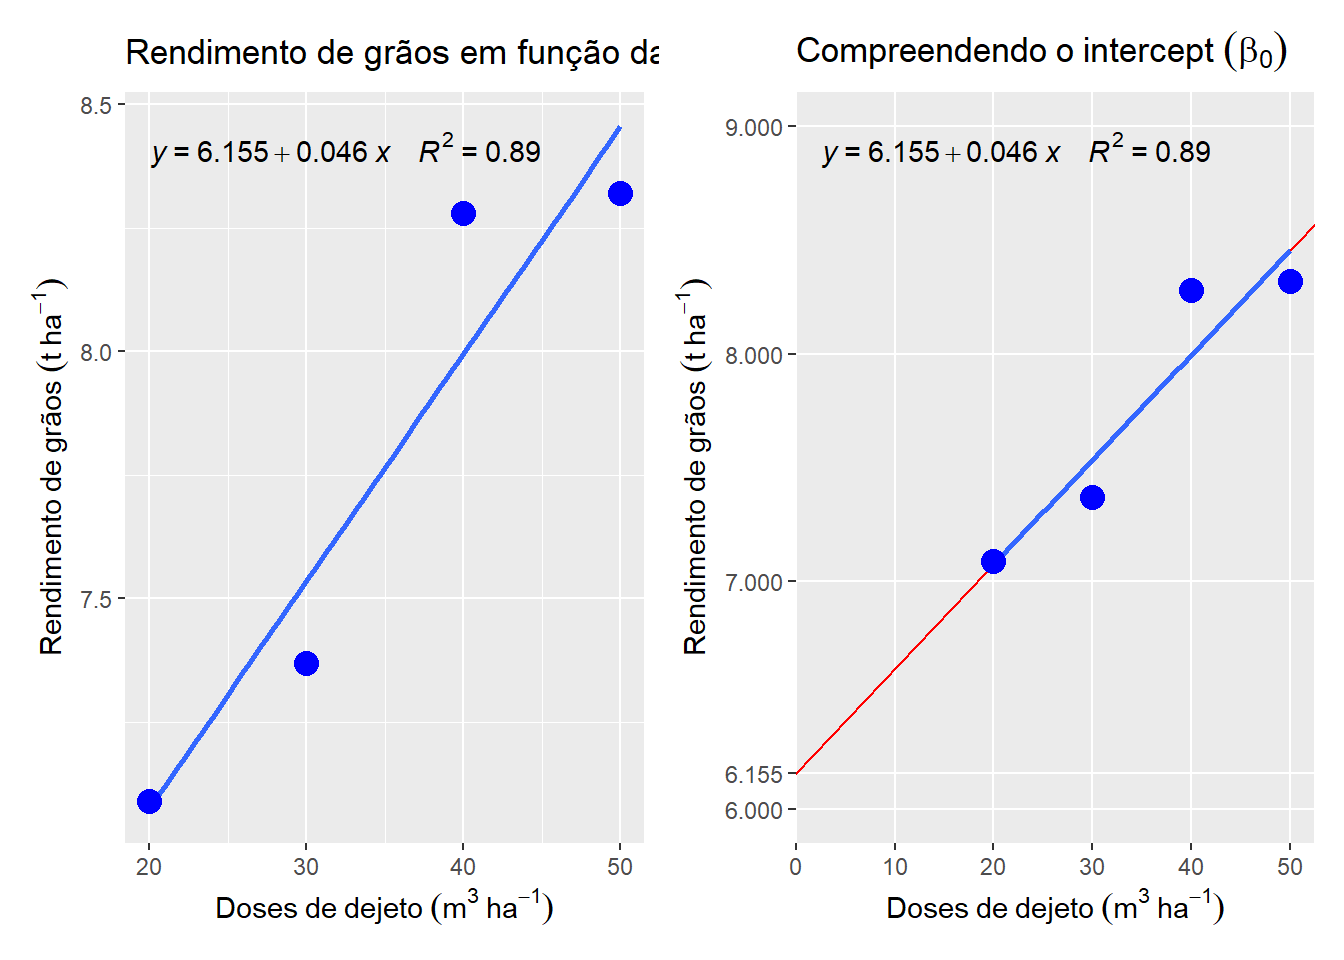 Rendimento de grãos em função da
8.5
8.0
7.5
y = 6.155 + 0.046 x R² = 0.89
Rendimento de grãos (t ha⁻¹)
20 30 40 50
Doses de dejeto (m³ ha⁻¹)
Compreendendo o intercept (β₀)
9.000
8.000
7.000
6.155
6.000
y = 6.155 + 0.046 x R² = 0.89
Rendimento de grãos (t ha⁻¹)
0 10 20 30 40 50
Doses de dejeto (m³ ha⁻¹)